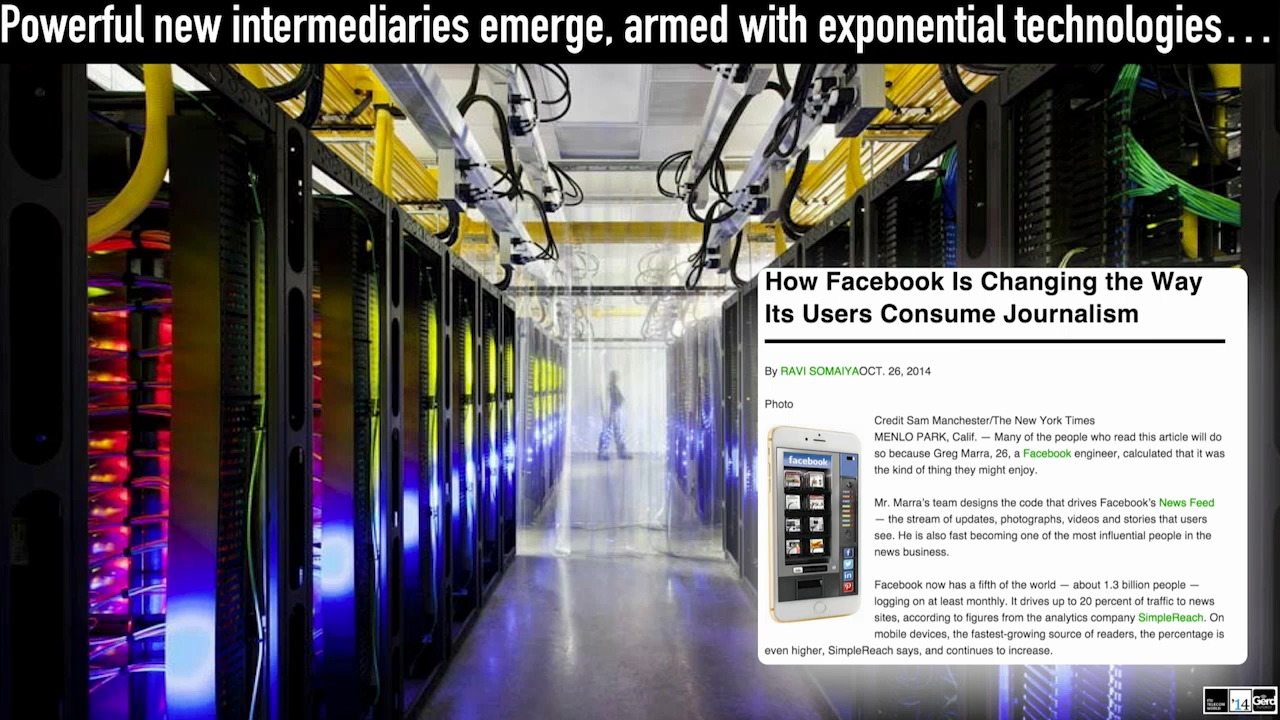 Powerful new intermediaries emerge, armed with exponential technologies...
How Facebook Is Changing the Way
Its Users Consume Journalism
By RAVI SOMAIYAOCT. 26, 2014
Photo
Credit Sam Manchester/The New York Times
MENLO PARK, Calif. — Many of the people who read this article will do
so because Greg Marra, 26, a Facebook engineer, calculated that it was
the kind of thing they might enjoy.
Mr. Marra's team designs the code that drives Facebook's News Feed
— the stream of updates, photographs, videos and stories that users
see. He is also fast becoming one of the most influential people in the
news business.
Facebook now has a fifth of the world — about 1.3 billion people —
logging on at least monthly. It drives up to 20 percent of traffic to news
sites, according to figures from the analytics company SimpleReach. On
mobile devices, the fastest-growing source of readers, the percentage is
even higher, SimpleReach says, and continues to increase.
facebook
ITU
TELECOM
WORLD
'14
Gerd